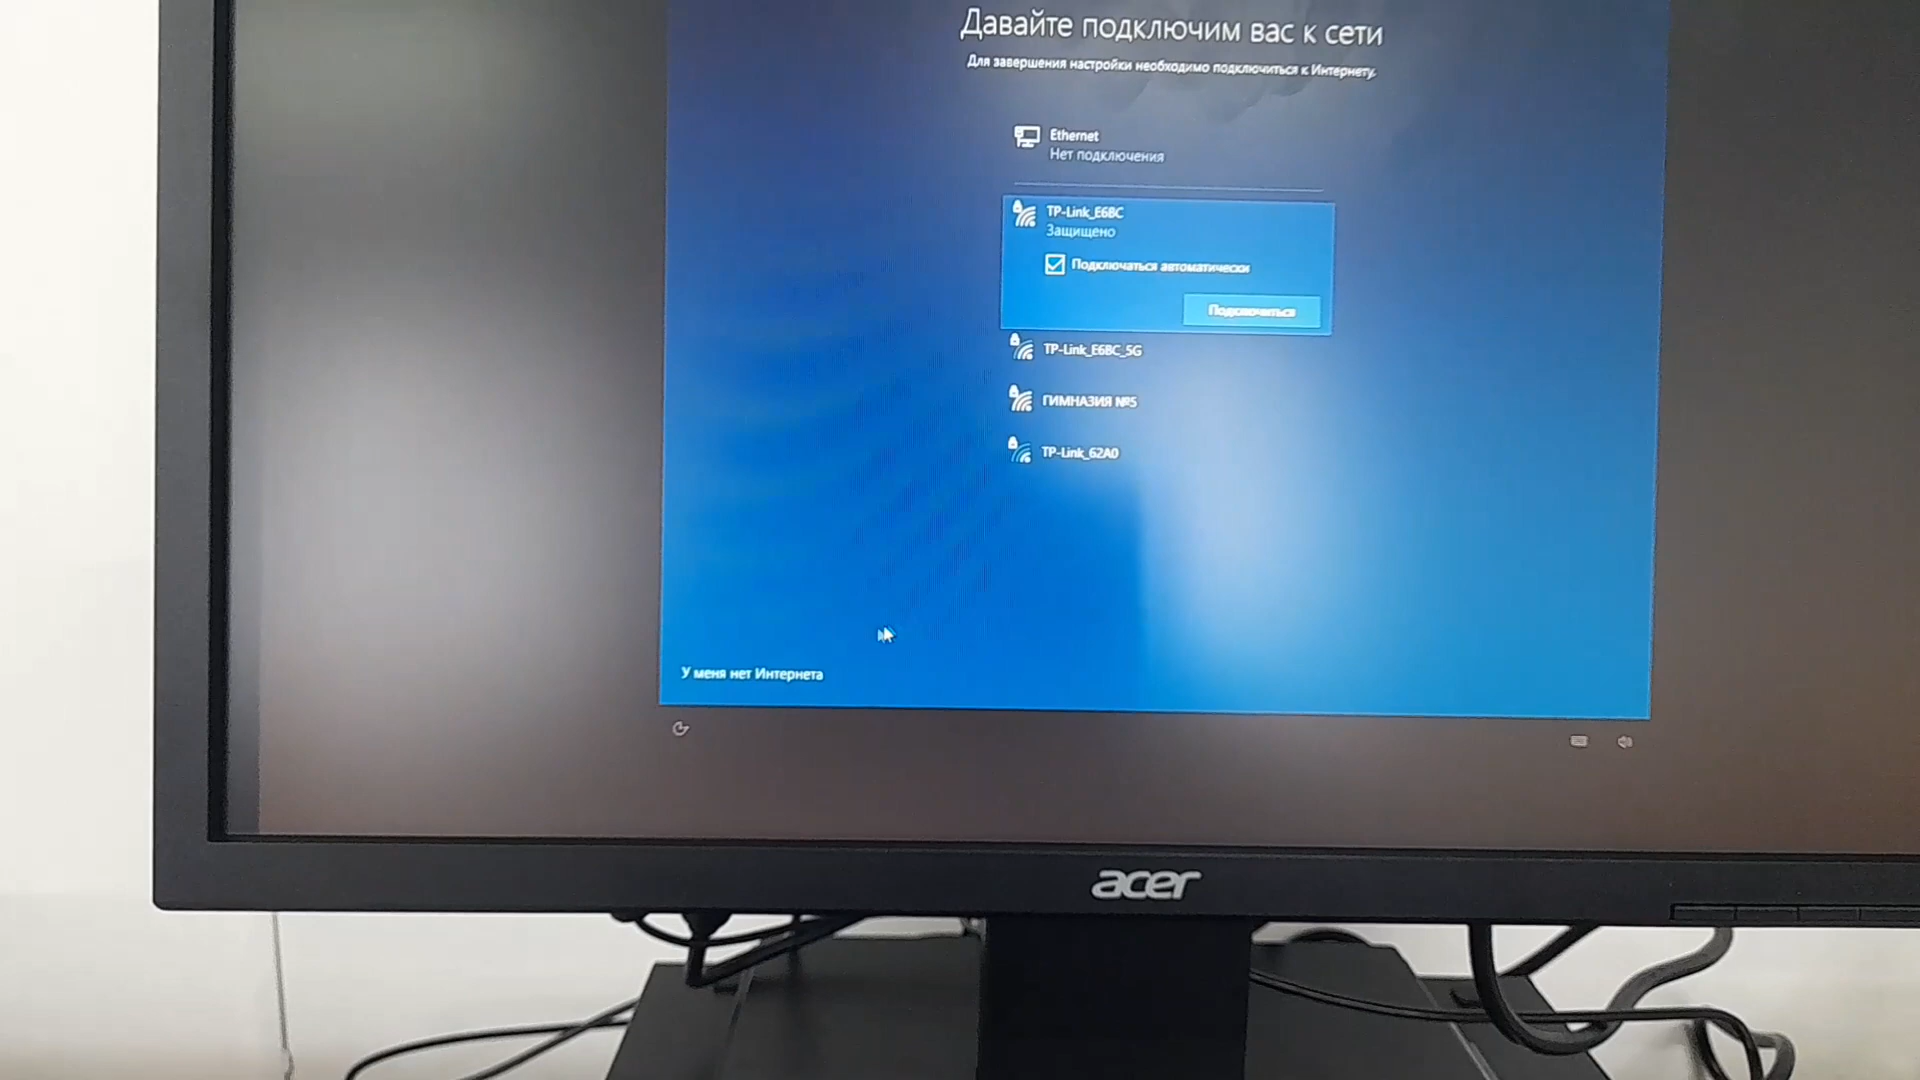 Давайте подключим вас к сети
Для завершения настройки необходимо подключиться к Интернету.
Ethernet
Нет подключения
TP-Link_E6BC
Защищено
Подключаться автоматически
Подключиться
TP-Link_E6BC_5G
ГИМНАЗИЯ №5
TP-Link_62A0
У меня нет Интернета
acer